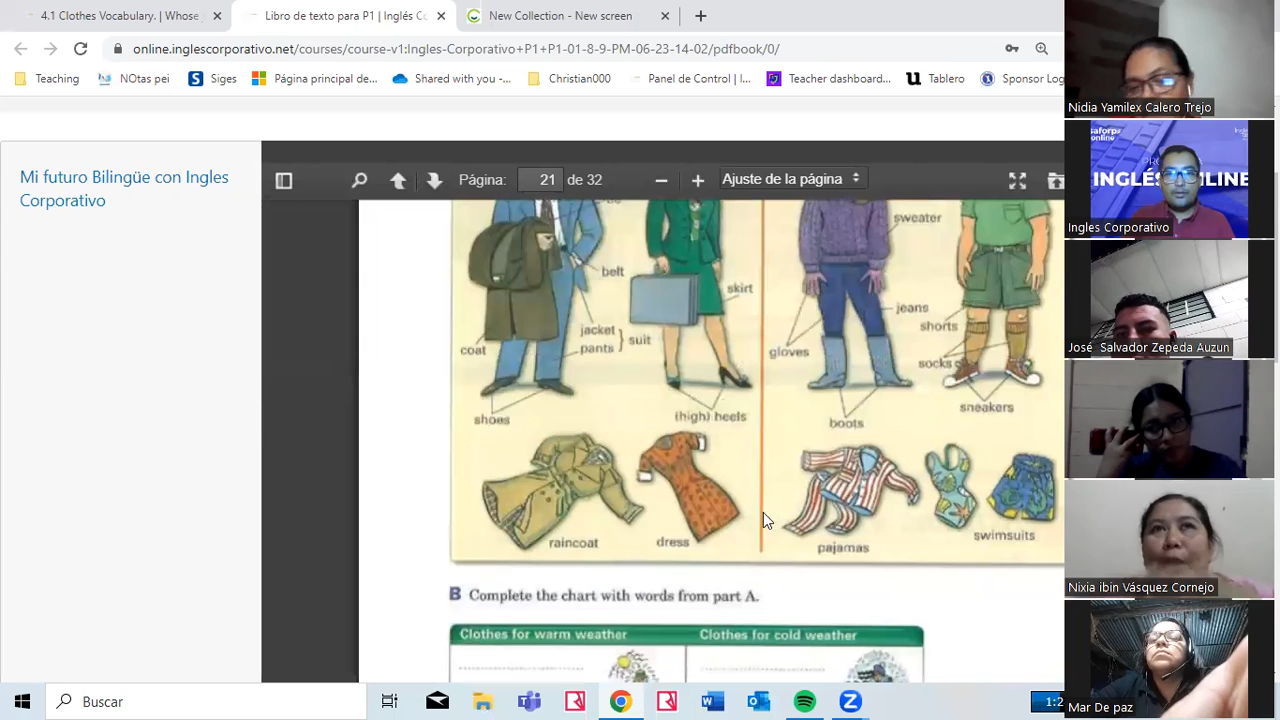 4.1 Clothes Vocabulary. | Whose
Libro de texto para P1 | Inglés Co
New Collection - New screen
online.inglescorporativo.net/courses/course-v1:Ingles-Corporativo+P1+P1-01-8-9-PM-06-23-14-02/pdfbook/0/
Teaching
NOtas pei
Siges
Página principal de...
Shared with you -...
Christian000
Panel de Control | I...
Teacher dashboard...
Tablero
Sponsor Log
Mi futuro Bilingüe con Ingles
Corporativo
Página:
21
de 32
Ajuste de la página
sweater
belt
skirt
jeans
jacket
pants
suit
coat
shorts
gloves
socks
shoes
(high) heels
boots
sneakers
raincoat
dress
pajamas
swimsuits
B Complete the chart with words from part A.
Clothes for warm weather
Clothes for cold weather
Buscar
1:2
Nidia Yamilex Calero Trejo
INGLÉS ONLINE
Ingles Corporativo
José Salvador Zepeda Auzun
Nixia ibin Vásquez Cornejo
Mar De paz